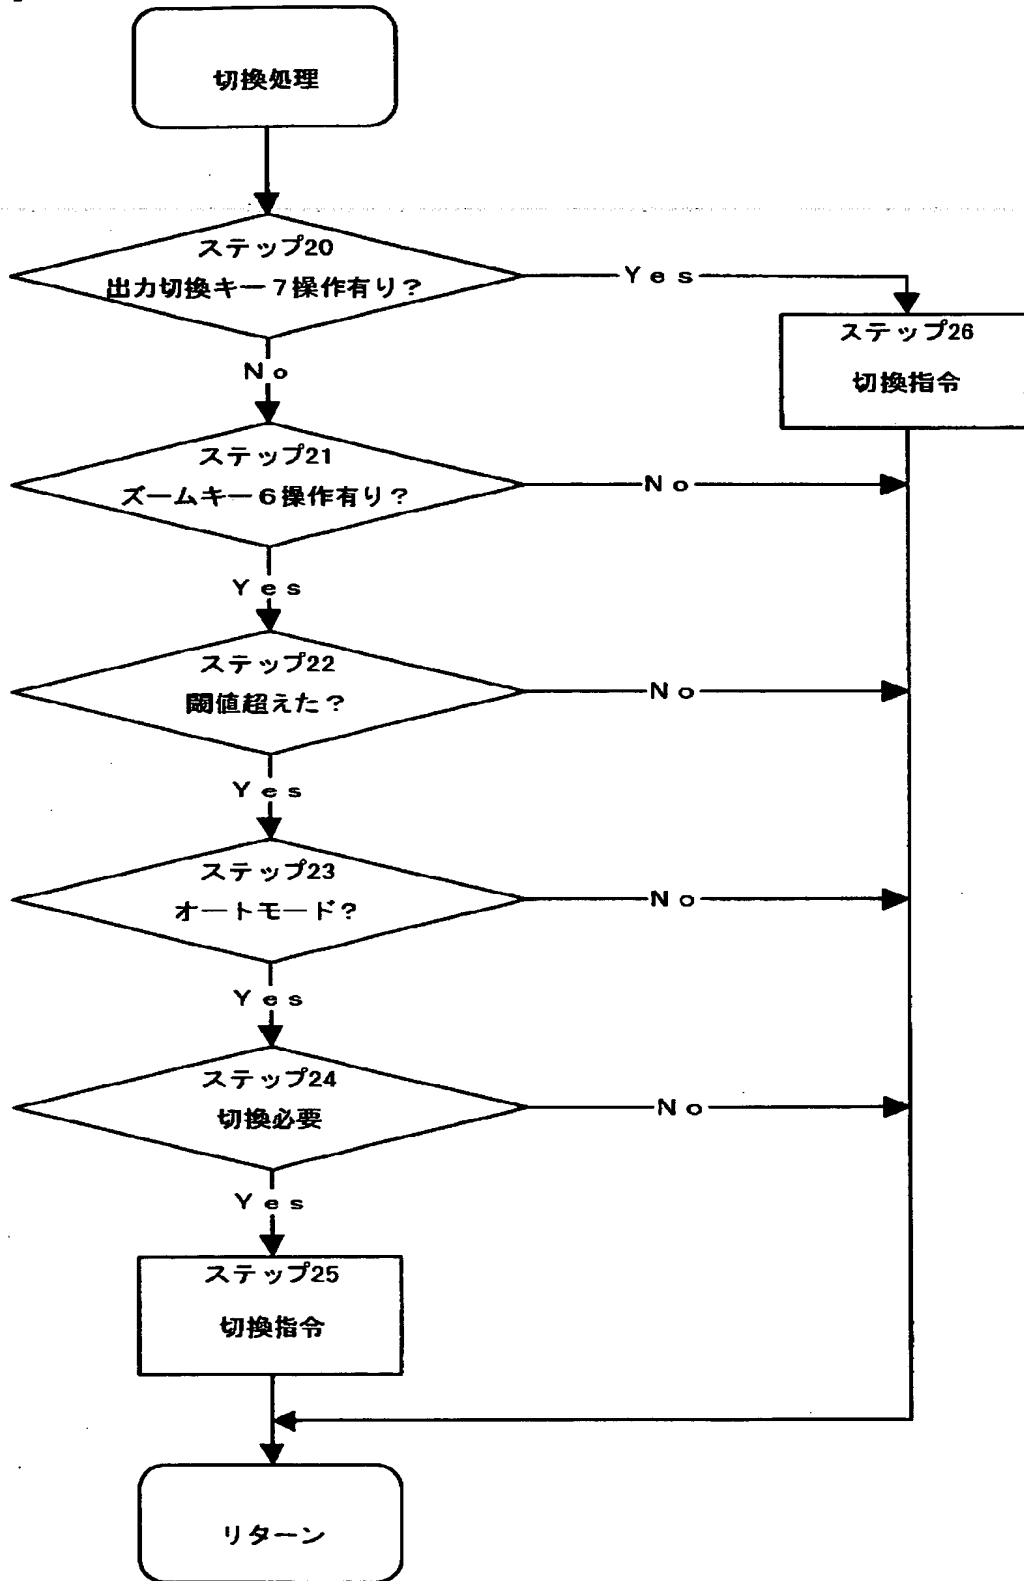 切換処理
ステップ20
出力切換キー7操作有り？
Yes
ステップ26
切換指令
No
ステップ21
ズームキー6操作有り？
No
Yes
ステップ22
閾値超えた？
No
Yes
ステップ23
オートモード？
No
Yes
ステップ24
切換必要
No
Yes
ステップ25
切換指令
リターン